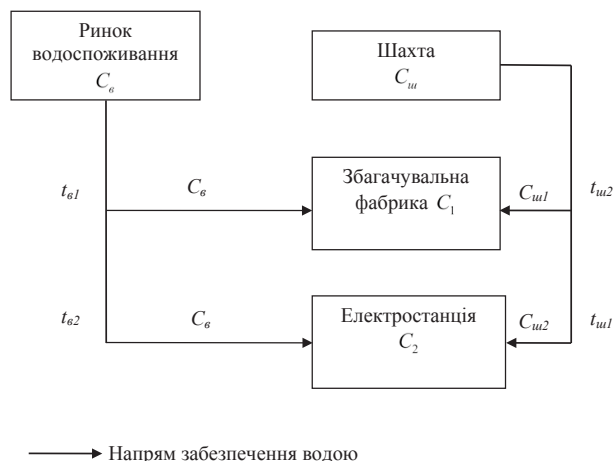 Ринок
водоспоживання
Cв
Шахта
Cш
tв1
Cв
Збагачувальна
фабрика C1
Cш1
tш2
tв2
Cв
Електростанція
C2
Cш2
tш1
Напрям забезпечення водою